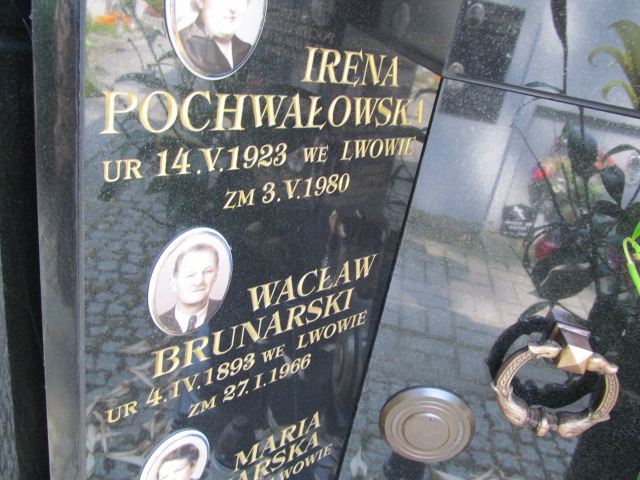 IRENA
POCHWAŁOWSKA
UR 14.V.1923 WE LWOWIE
ZM 3.V.1980
WACŁAW
BRUNARSKI
UR 4.IV.1893 WE LWOWIE
ZM 27.I.1966
MARIA
LWOWIE